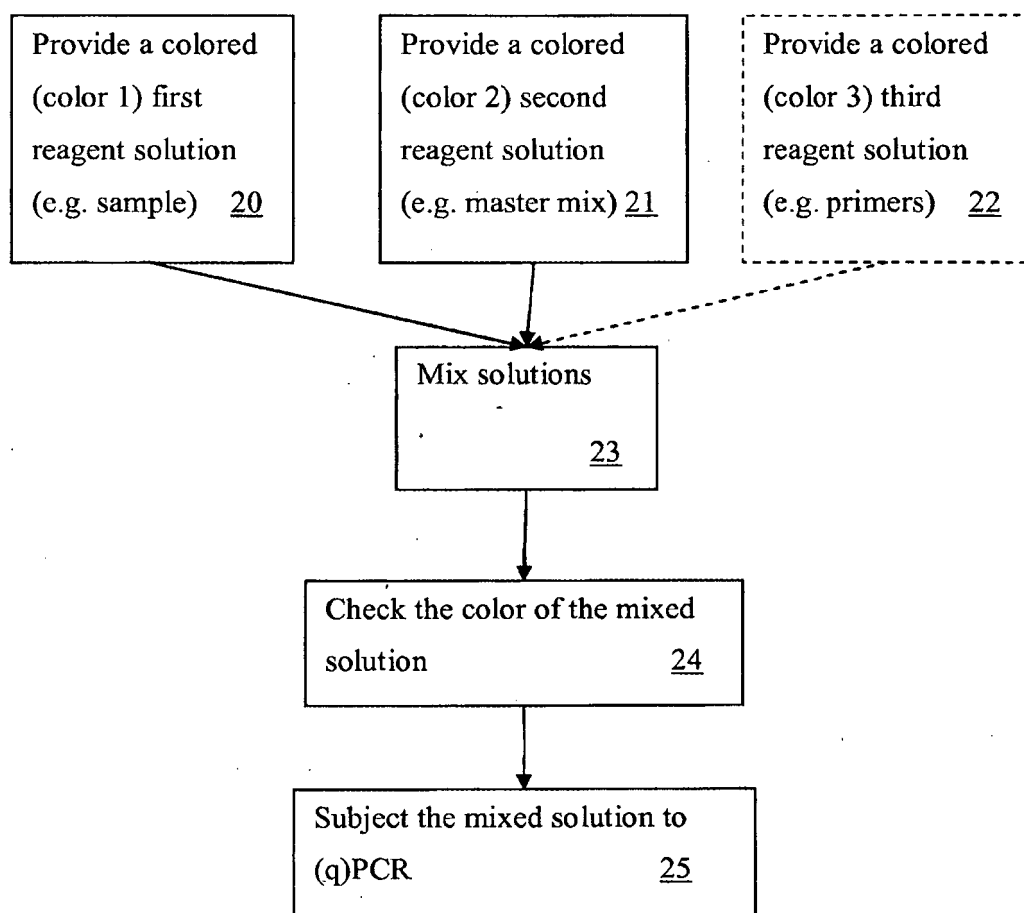 Provide a colored
(color 1) first
reagent solution
(e.g. sample) 20
Provide a colored
(color 2) second
reagent solution
(e.g. master mix) 21
Provide a colored
(color 3) third
reagent solution
(e.g. primers) 22
Mix solutions
23
Check the color of the mixed
solution 24
Subject the mixed solution to
(q)PCR 25